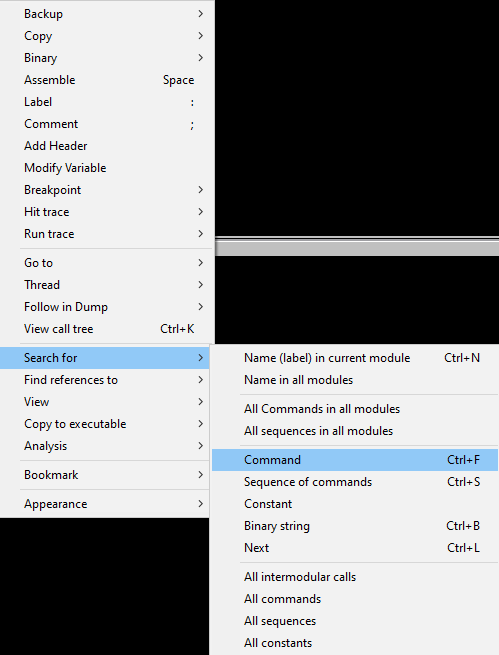 Backup
Copy
Binary
Assemble Space
Label :
Comment ;
Add Header
Modify Variable
Breakpoint
Hit trace
Run trace
Go to
Thread
Follow in Dump
View call tree Ctrl+K
Search for
Find references to
View
Copy to executable
Analysis
Bookmark
Appearance
Name (label) in current module Ctrl+N
Name in all modules
All Commands in all modules
All sequences in all modules
Command Ctrl+F
Sequence of commands Ctrl+S
Constant
Binary string Ctrl+B
Next Ctrl+L
All intermodular calls
All commands
All sequences
All constants